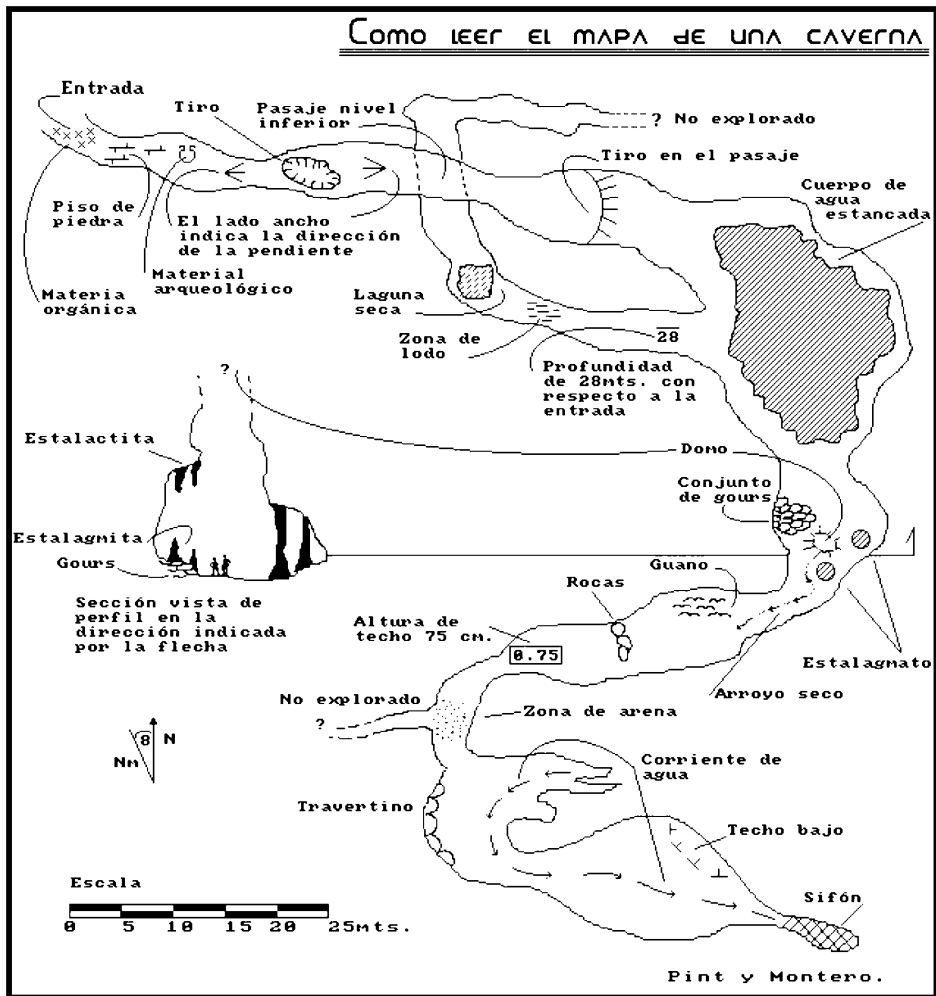 COMO LEER EL MAPA DE UNA CAVERNA
Entrada
Tiro
Pasaje nivel
inferior
? No explorado
Tiro en el pasaje
Cuerpo de
agua
estancada
Piso de
piedra
El lado ancho
indica la dirección
de la pendiente
Material
arqueológico
Materia
orgánica
Laguna
seca
Zona de
lodo
28
Profundidad
de 28mts. con
respecto a la
entrada
?
Estalactita
Domo
Conjunto
de gours
Estalagmita
Gours
Guano
Rocas
Sección vista de
perfil en la
dirección indicada
por la flecha
Altura de
techo 75 cm.
0.75
Estalagmato
Arroyo seco
No explorado
?
Zona de arena
8
N
Nm
Corriente de
agua
Travertino
Techo bajo
Escala
Sifón
0 5 10 15 20 25mts.
Pint y Montero.